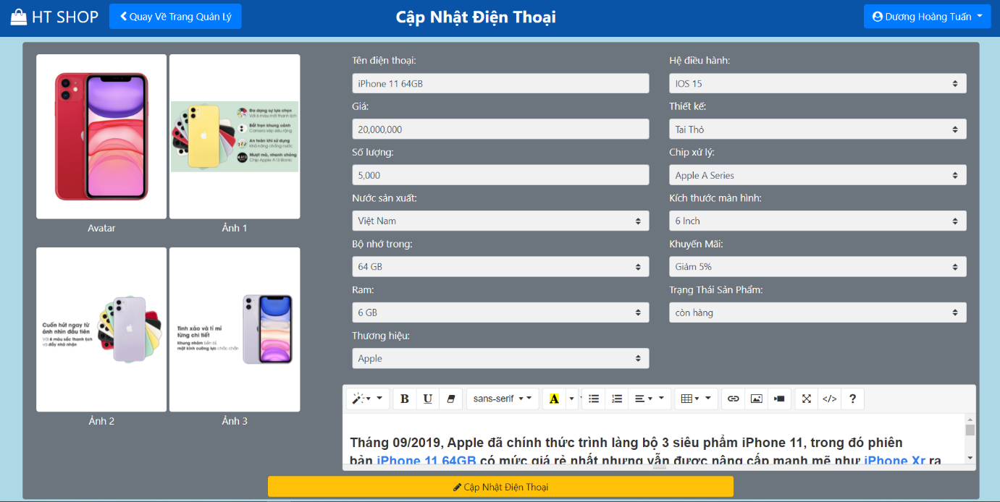 HT SHOP
Quay Về Trang Quản Lý
Cập Nhật Điện Thoại
Dương Hoàng Tuấn
Avatar
Đa dạng sự lựa chọn
Với 6 màu mới thanh lịch
Bắt trọn khung cảnh
Camera kép siêu rộng
An toàn khi sử dụng
Khả năng chống nước
Mượt mà, nhanh chóng
Chip Apple A13 Bionic
Ảnh 1
Cuốn hút ngay từ
ánh nhìn đầu tiên
Với 6 màu sắc thanh lịch
và đầy nhã nhặn
Ảnh 2
Tinh xảo và tỉ mỉ
từng chi tiết
Khung nhôm bền bỉ
mặt kính cường lực chắc chắn
Ảnh 3
Tên điện thoại:
iPhone 11 64GB
Giá:
20,000,000
Số lượng:
5,000
Nước sản xuất:
Việt Nam
Bộ nhớ trong:
64 GB
Ram:
6 GB
Thương hiệu:
Apple
Hệ điều hành:
IOS 15
Thiết kế:
Tai Thỏ
Chip xử lý:
Apple A Series
Kích thước màn hình:
6 Inch
Khuyến Mãi:
Giảm 5%
Trạng Thái Sản Phẩm:
còn hàng
B U sans-serif A </> ?
Tháng 09/2019, Apple đã chính thức trình làng bộ 3 siêu phẩm iPhone 11, trong đó phiên
bản iPhone 11 64GB có mức giá rẻ nhất nhưng vẫn được nâng cấp mạnh mẽ như iPhone Xr ra
Cập Nhật Điện Thoại